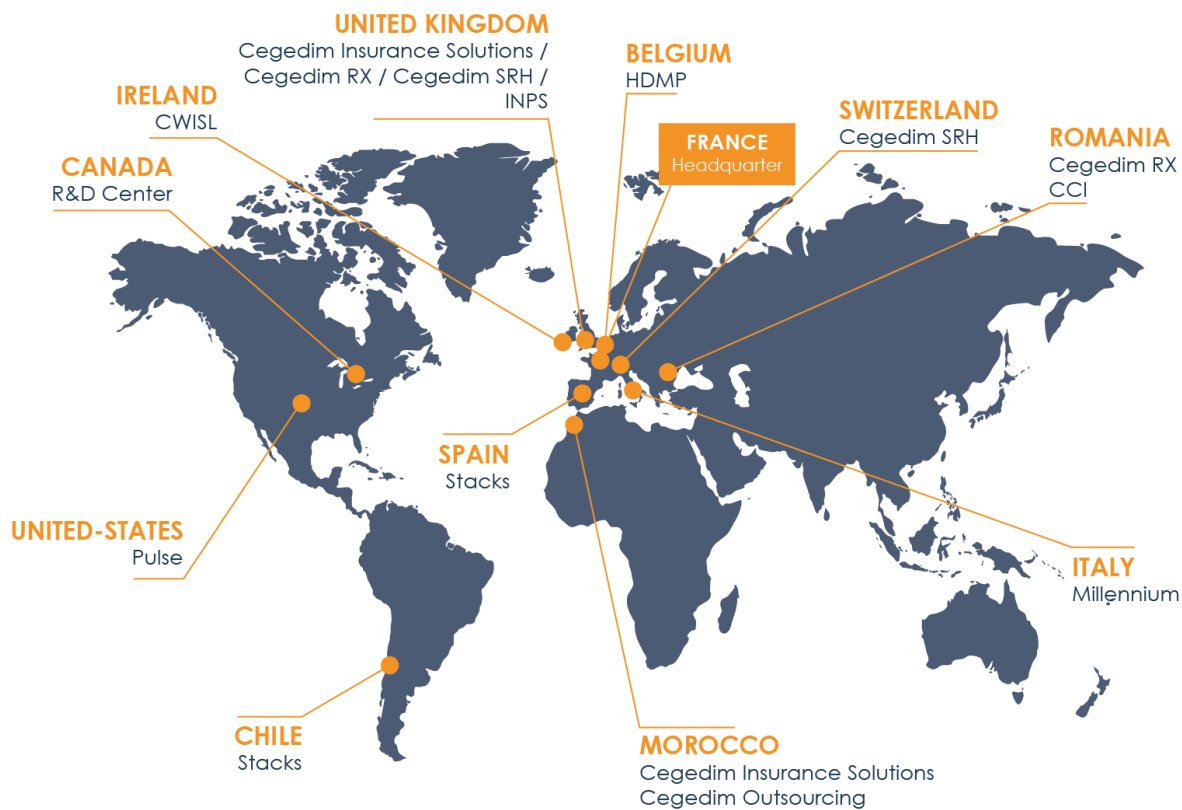 UNITED KINGDOM
Cegedim Insurance Solutions /
Cegedim RX / Cegedim SRH /
INPS
BELGIUM
HDMP
IRELAND
CWISL
SWITZERLAND
Cegedim SRH
FRANCE
Headquarter
ROMANIA
Cegedim RX
CCI
CANADA
R&D Center
SPAIN
Stacks
UNITED-STATES
Pulse
ITALY
Millennium
CHILE
Stacks
MOROCCO
Cegedim Insurance Solutions
Cegedim Outsourcing